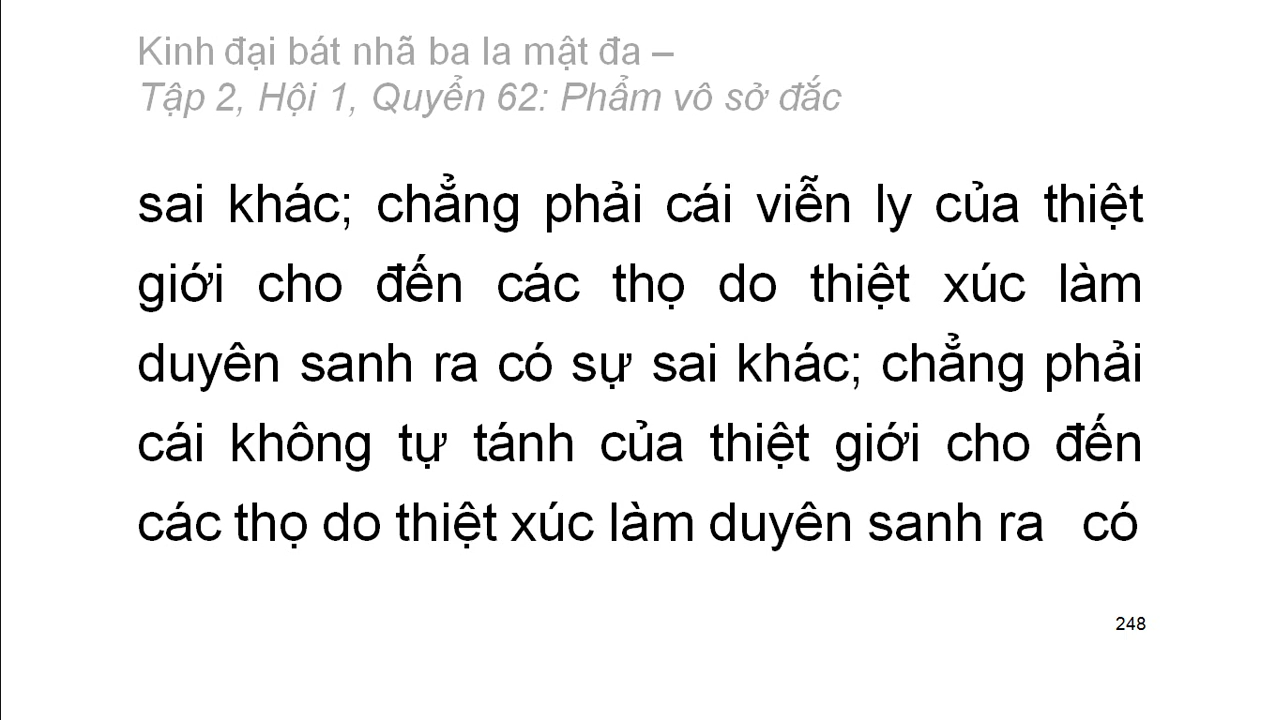 Kinh đại bát nhã ba la mật đa –
Tập 2, Hội 1, Quyển 62: Phẩm vô sở đắc
sai khác; chẳng phải cái viễn ly của thiệt
giới cho đến các thọ do thiệt xúc làm
duyên sanh ra có sự sai khác; chẳng phải
cái không tự tánh của thiệt giới cho đến
các thọ do thiệt xúc làm duyên sanh ra có
248